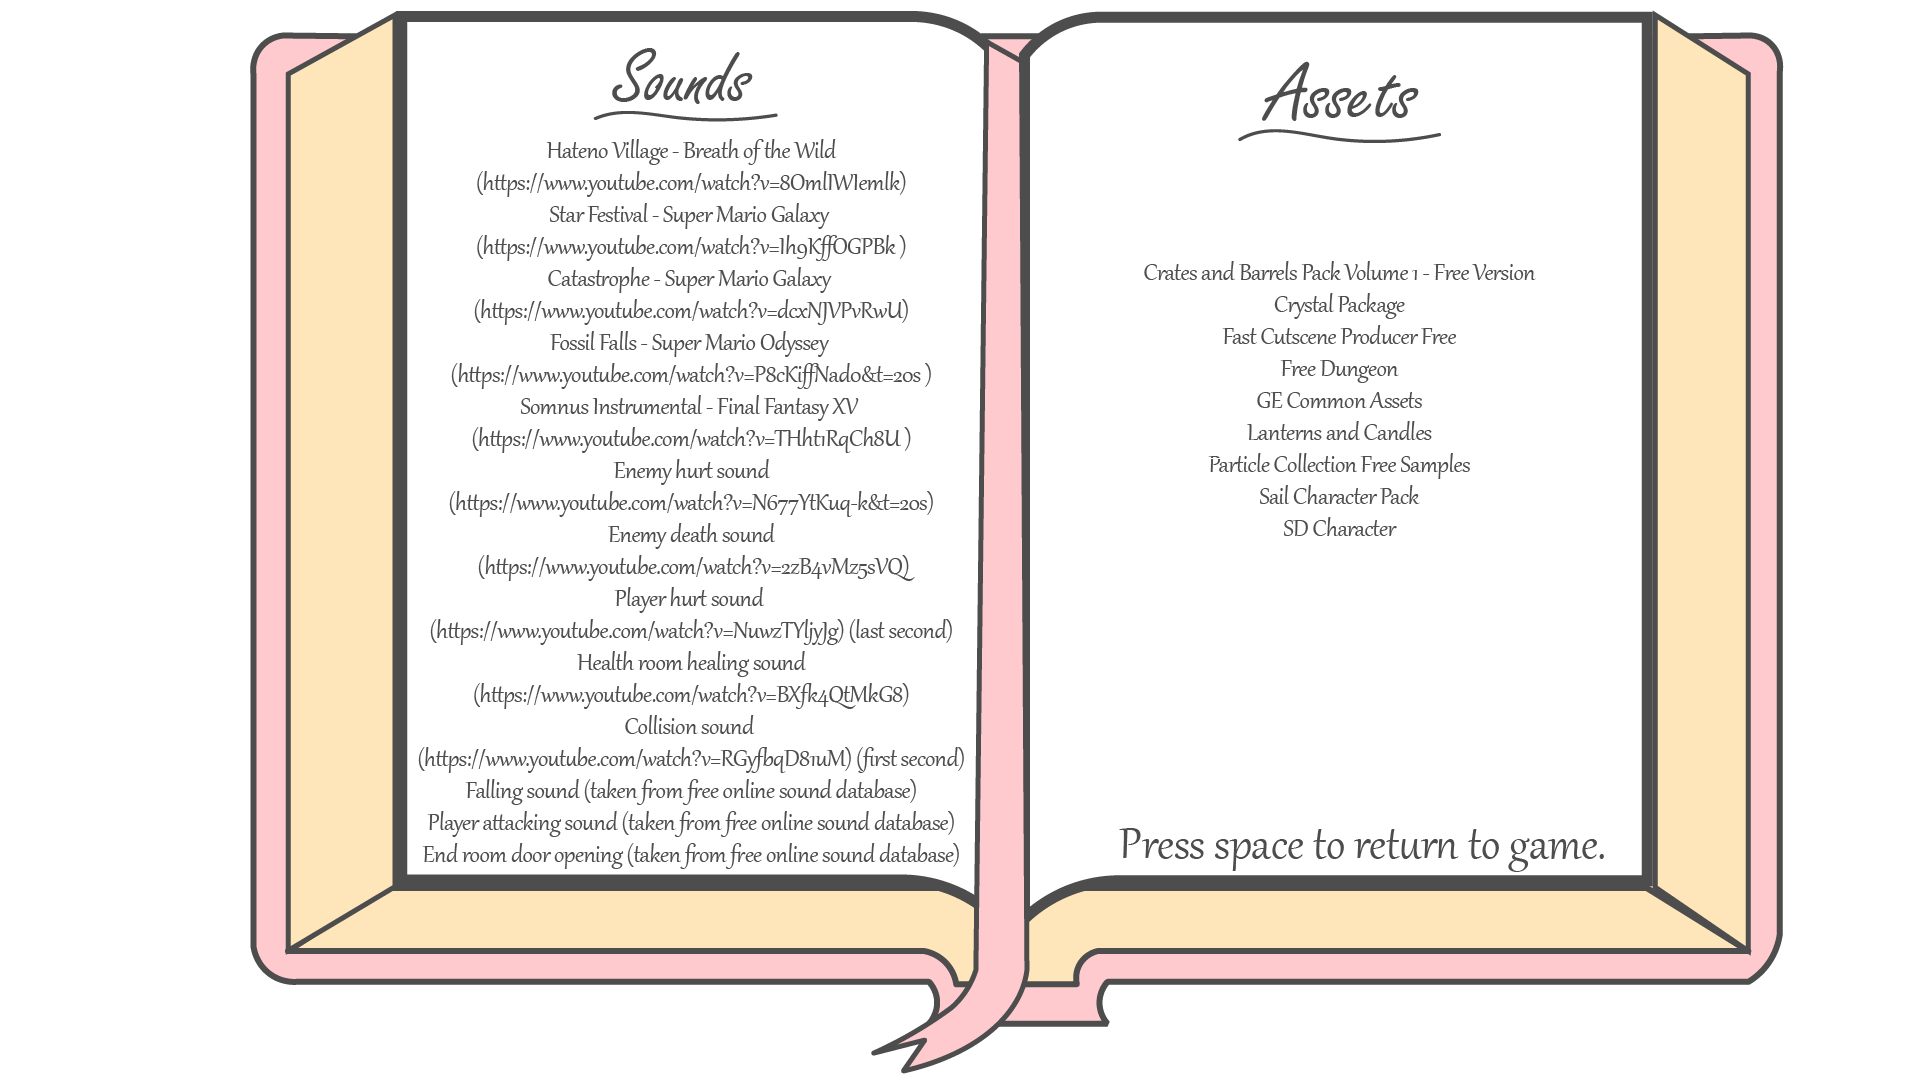 Sounds
Hateno Village - Breath of the Wild
(https://www.youtube.com/watch?v=8OmlIWIemlk)
Star Festival - Super Mario Galaxy
(https://www.youtube.com/watch?v=Ih9KffOGPBk )
Catastrophe - Super Mario Galaxy
(https://www.youtube.com/watch?v=dcxNJVPvRwU)
Fossil Falls - Super Mario Odyssey
(https://www.youtube.com/watch?v=P8cKiffNado&t=20s )
Somnus Instrumental - Final Fantasy XV
(https://www.youtube.com/watch?v=THht1RqCh8U )
Enemy hurt sound
(https://www.youtube.com/watch?v=N677YtKuq-k&t=20s)
Enemy death sound
(https://www.youtube.com/watch?v=2zB4vMz5sVQ)
Player hurt sound
(https://www.youtube.com/watch?v=NuwzTYljyJg) (last second)
Health room healing sound
(https://www.youtube.com/watch?v=BXfk4QtMkG8)
Collision sound
(https://www.youtube.com/watch?v=RGyfbqD81uM) (first second)
Falling sound (taken from free online sound database)
Player attacking sound (taken from free online sound database)
End room door opening (taken from free online sound database)
Assets
Crates and Barrels Pack Volume 1 - Free Version
Crystal Package
Fast Cutscene Producer Free
Free Dungeon
GE Common Assets
Lanterns and Candles
Particle Collection Free Samples
Sail Character Pack
SD Character
Press space to return to game.